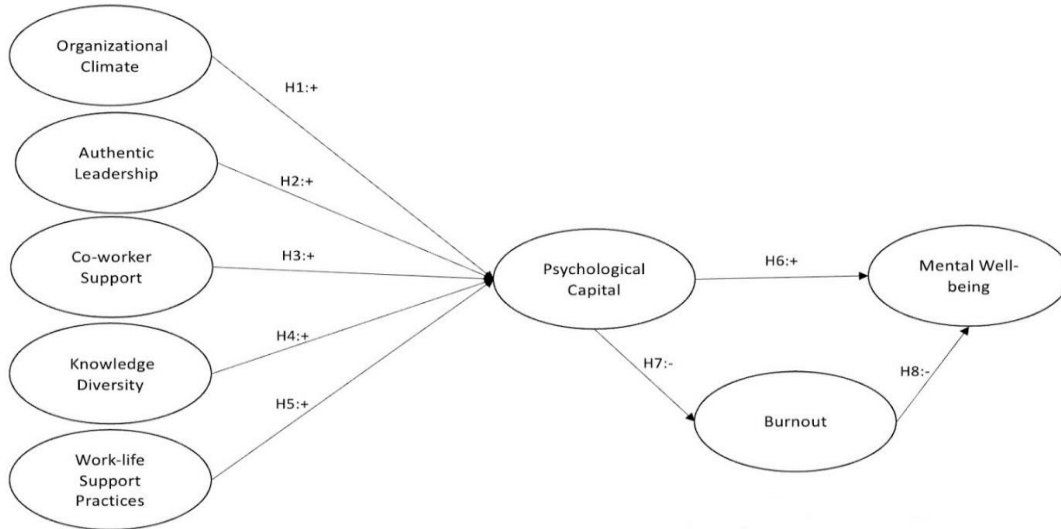 Organizational
Climate
H1:+
Authentic
Leadership
H2:+
Co-worker
Support
H3:+
Knowledge
Diversity
H4:+
Work-life
Support
Practices
H5:+
Psychological
Capital
H6:+
Mental Well-
being
H7:-
Burnout
H8:-